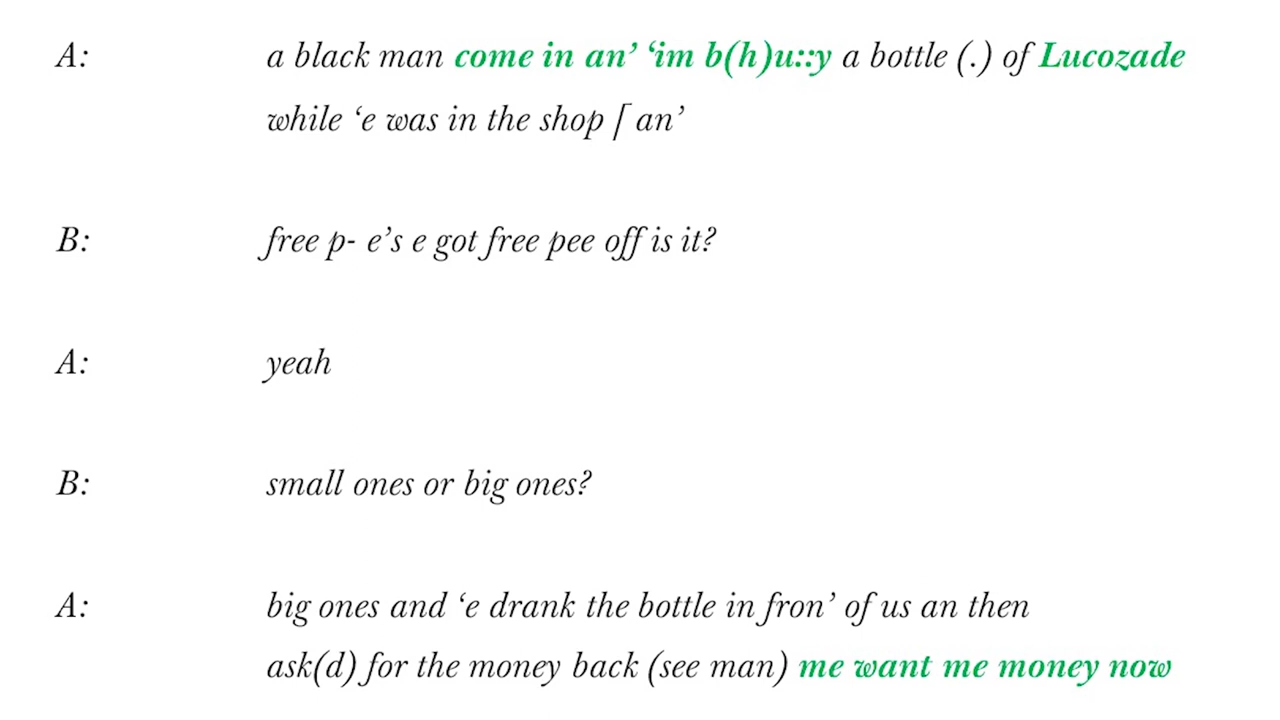 A: a black man come in an’ ‘im b(h)u::y a bottle (.) of Lucozade
while ‘e was in the shop ⌈ an’
B: free p- e’s e got free pee off is it?
A: yeah
B: small ones or big ones?
A: big ones and ‘e drank the bottle in fron’ of us an then
ask(d) for the money back (see man) me want me money now